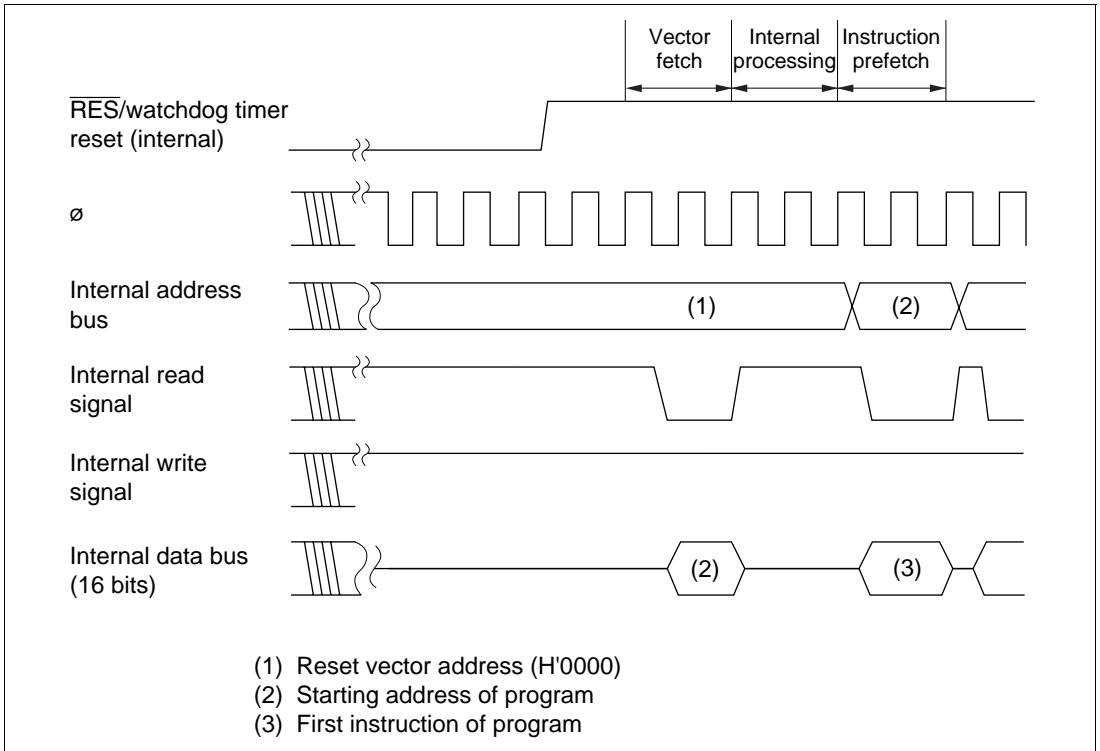 Vector Internal Instruction
fetch processing prefetch
RES/watchdog timer
reset (internal)
ø
Internal address
bus
(1)
(2)
Internal read
signal
Internal write
signal
Internal data bus
(16 bits)
(2)
(3)
(1) Reset vector address (H'0000)
(2) Starting address of program
(3) First instruction of program